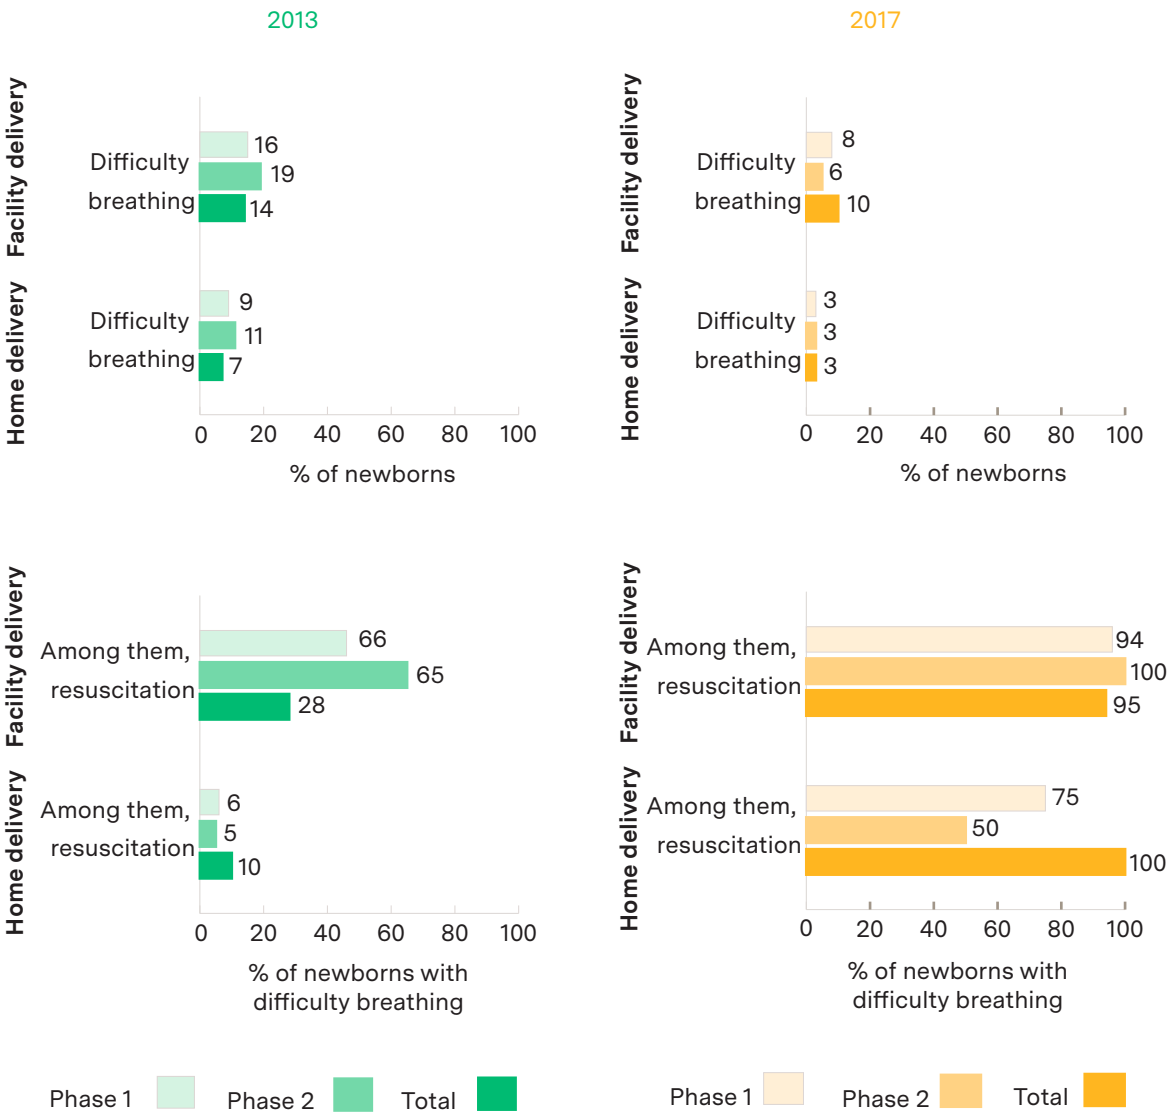 2013
Facility delivery
Difficulty
breathing
16
19
14
Home delivery
Difficulty
breathing
9
11
7
0 20 40 60 80 100
% of newborns
2017
Facility delivery
Difficulty
breathing
8
6
10
Home delivery
Difficulty
breathing
3
3
3
0 20 40 60 80 100
% of newborns
Facility delivery
Among them,
resuscitation
66
65
28
Home delivery
Among them,
resuscitation
6
5
10
0 20 40 60 80 100
% of newborns with
difficulty breathing
Phase 1 Phase 2 Total
Facility delivery
Among them,
resuscitation
94
100
95
Home delivery
Among them,
resuscitation
75
50
100
0 20 40 60 80 100
% of newborns with
difficulty breathing
Phase 1 Phase 2 Total